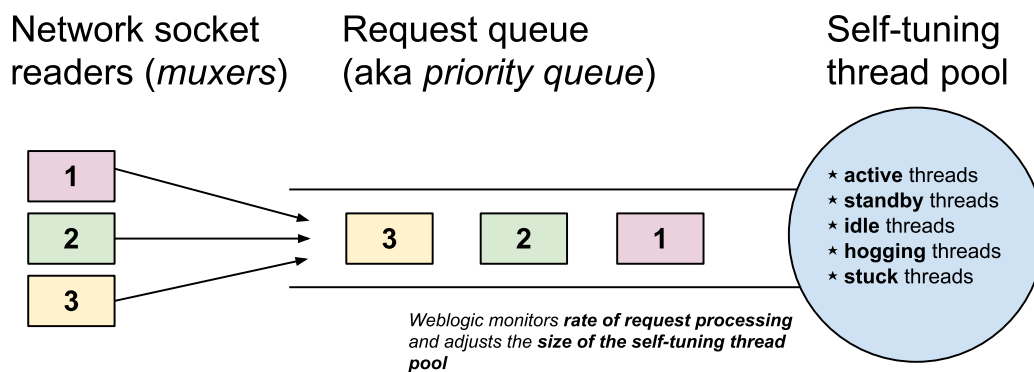 Network socket
readers (muxers)
Request queue
(aka priority queue)
Self-tuning
thread pool
1
2
3
3
2
1
★ active threads
★ standby threads
★ idle threads
★ hogging threads
★ stuck threads
Weblogic monitors rate of request processing
and adjusts the size of the self-tuning thread
pool